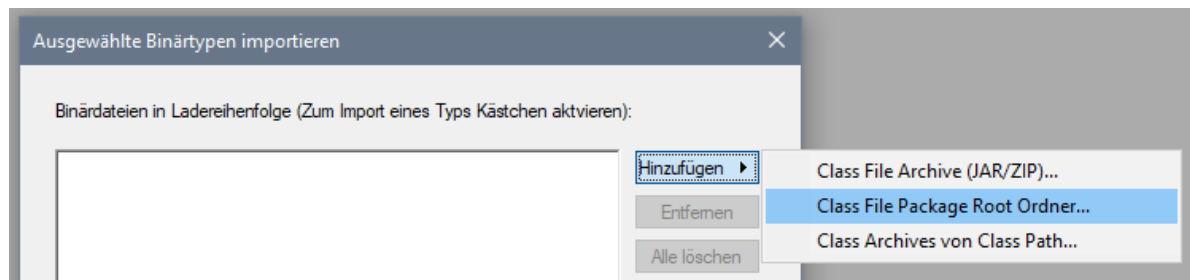 Ausgewählte Binärtypen importieren
Binärdateien in Ladereihenfolge (Zum Import eines Typs Kästchen aktvieren):
Hinzufügen
Class File Archive (JAR/ZIP)...
Class File Package Root Ordner...
Entfernen
Class Archives von Class Path...
Alle löschen